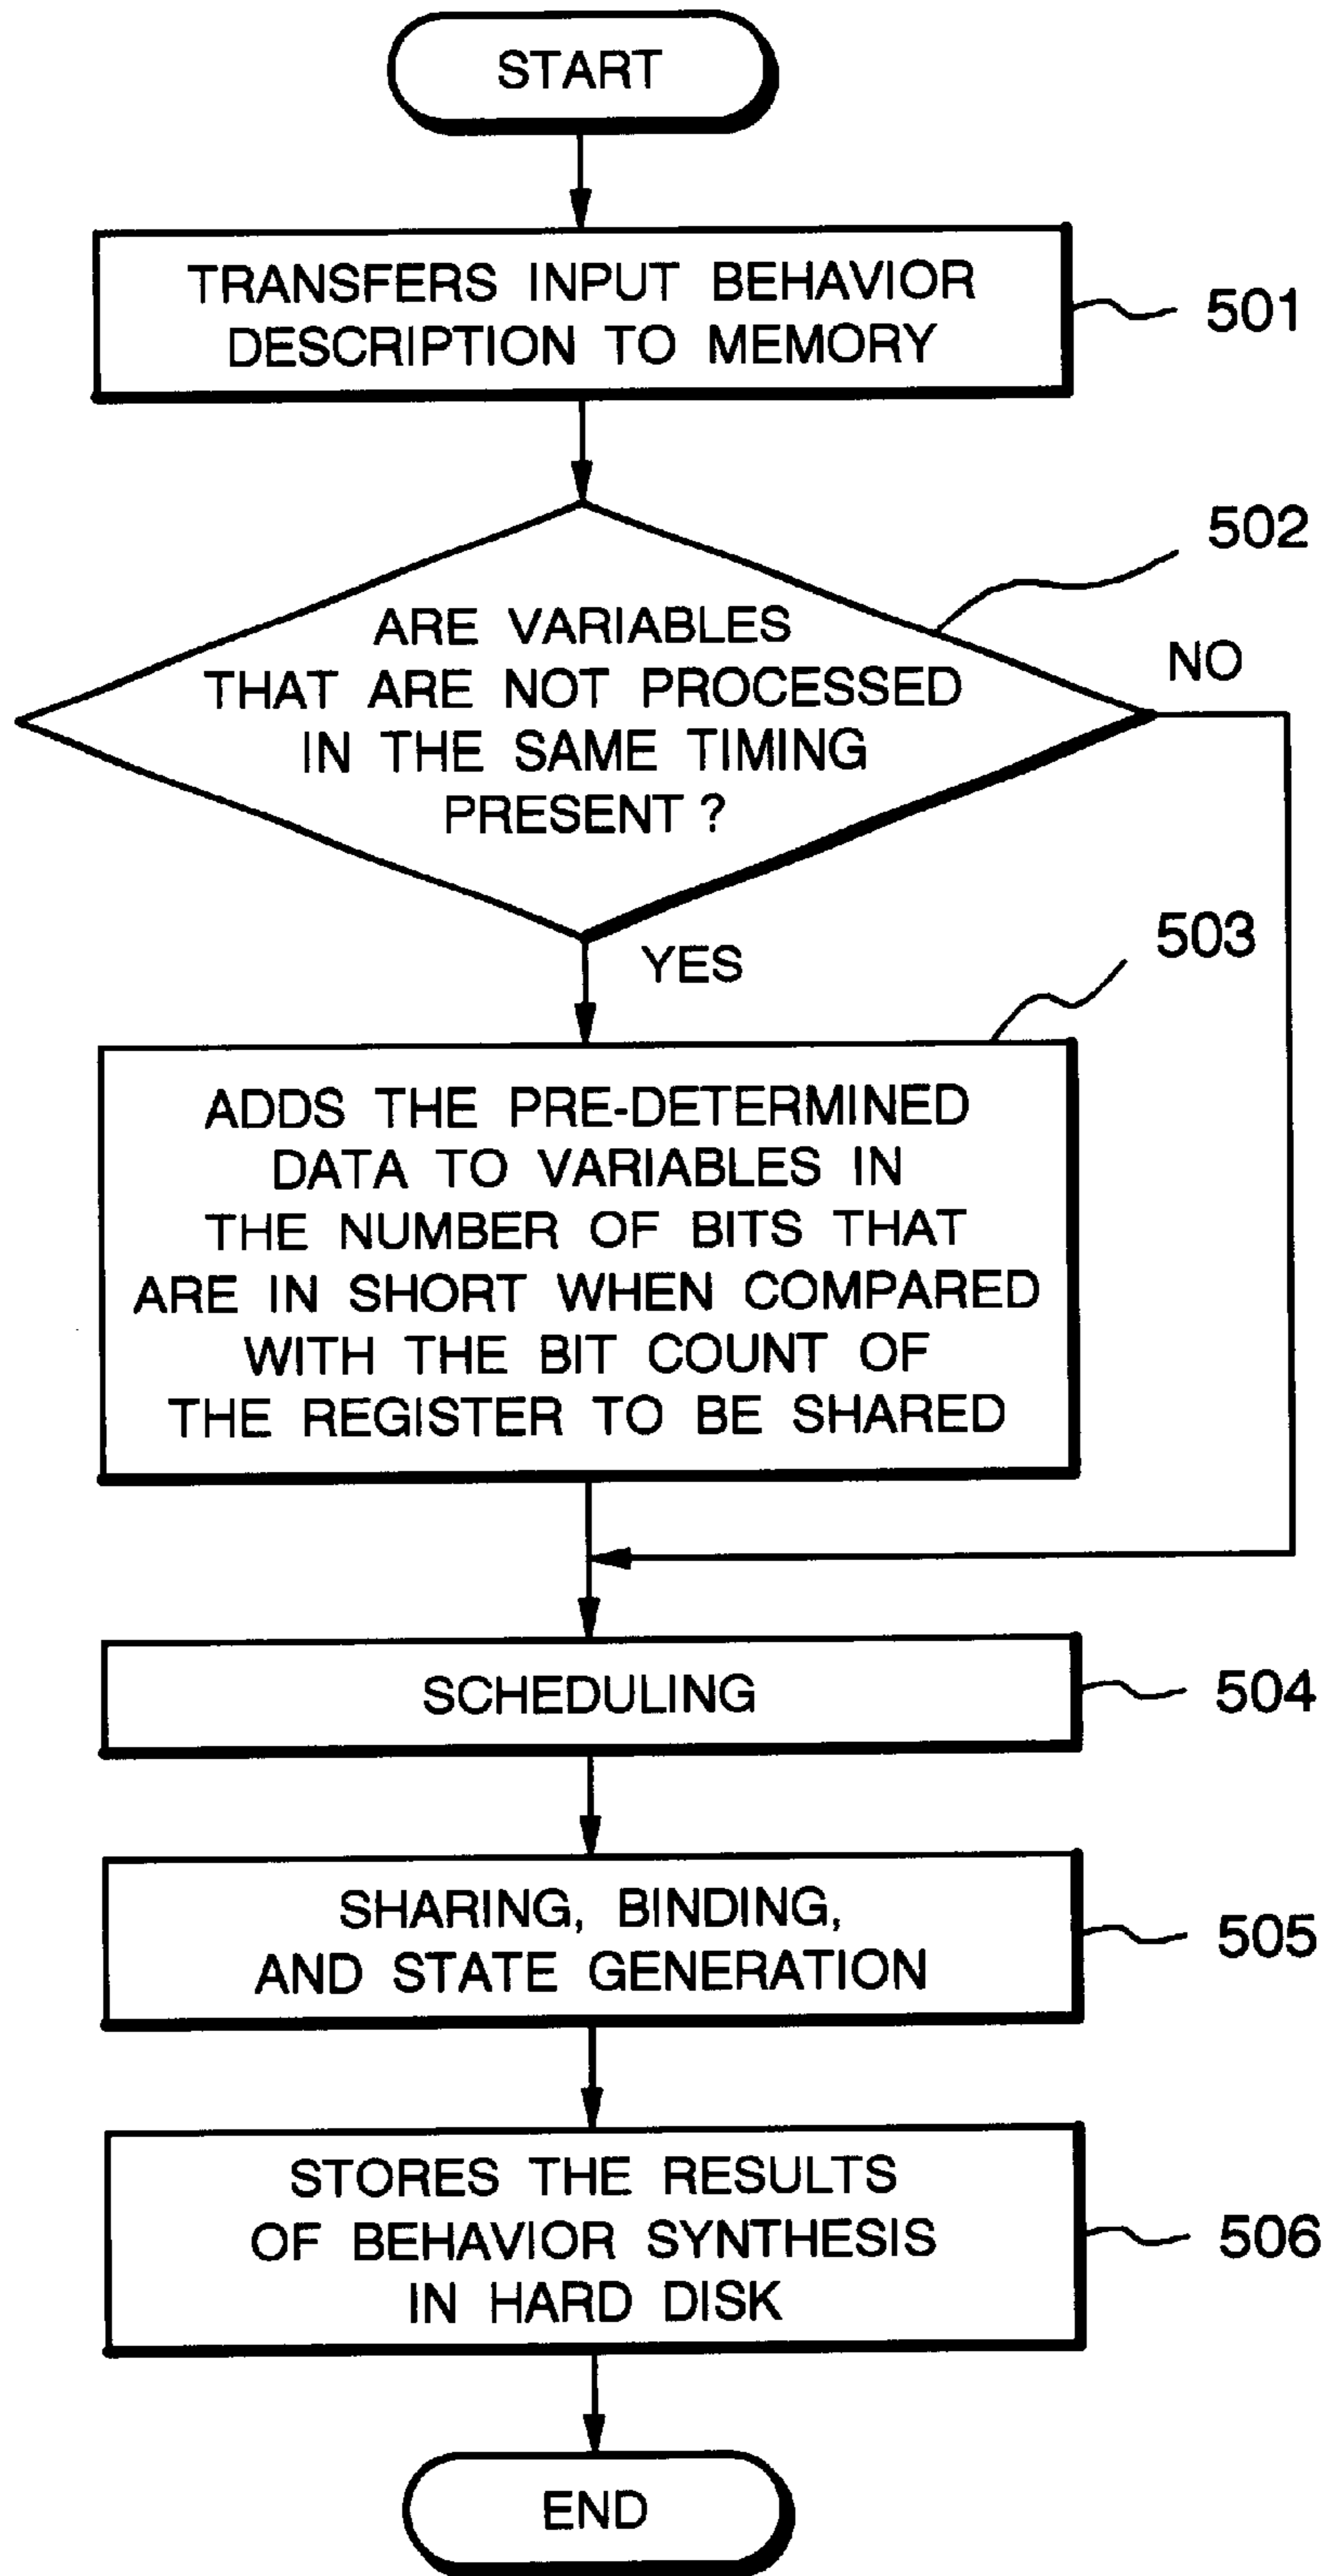 START
TRANSFERS INPUT BEHAVIOR
DESCRIPTION TO MEMORY
501
502
ARE VARIABLES
THAT ARE NOT PROCESSED
IN THE SAME TIMING
PRESENT ?
NO
YES
503
ADDS THE PRE-DETERMINED
DATA TO VARIABLES IN
THE NUMBER OF BITS THAT
ARE IN SHORT WHEN COMPARED
WITH THE BIT COUNT OF
THE REGISTER TO BE SHARED
SCHEDULING
504
SHARING, BINDING,
AND STATE GENERATION
505
STORES THE RESULTS
OF BEHAVIOR SYNTHESIS
IN HARD DISK
506
END